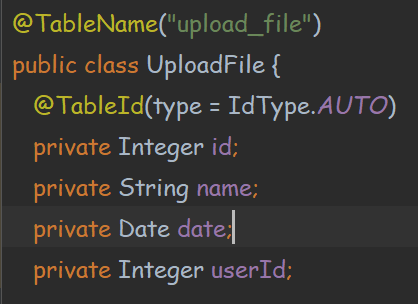 @TableName("upload_file")
public class UploadFile {
@TableId(type = IdType.AUTO)
private Integer id;
private String name;
private Date date;
private Integer userId;